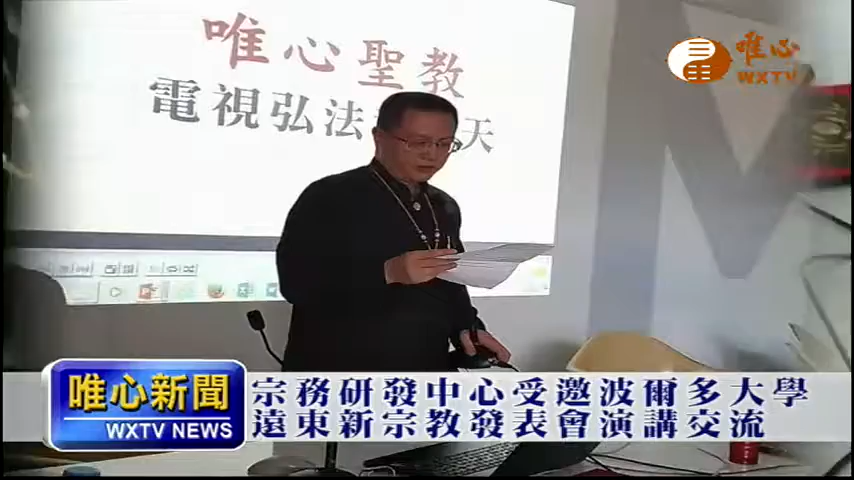 唯心
WXTV
唯心聖教
電視弘法
天
唯心新聞
WXTV NEWS
宗務研發中心受邀波爾多大學
遠東新宗教發表會演講交流